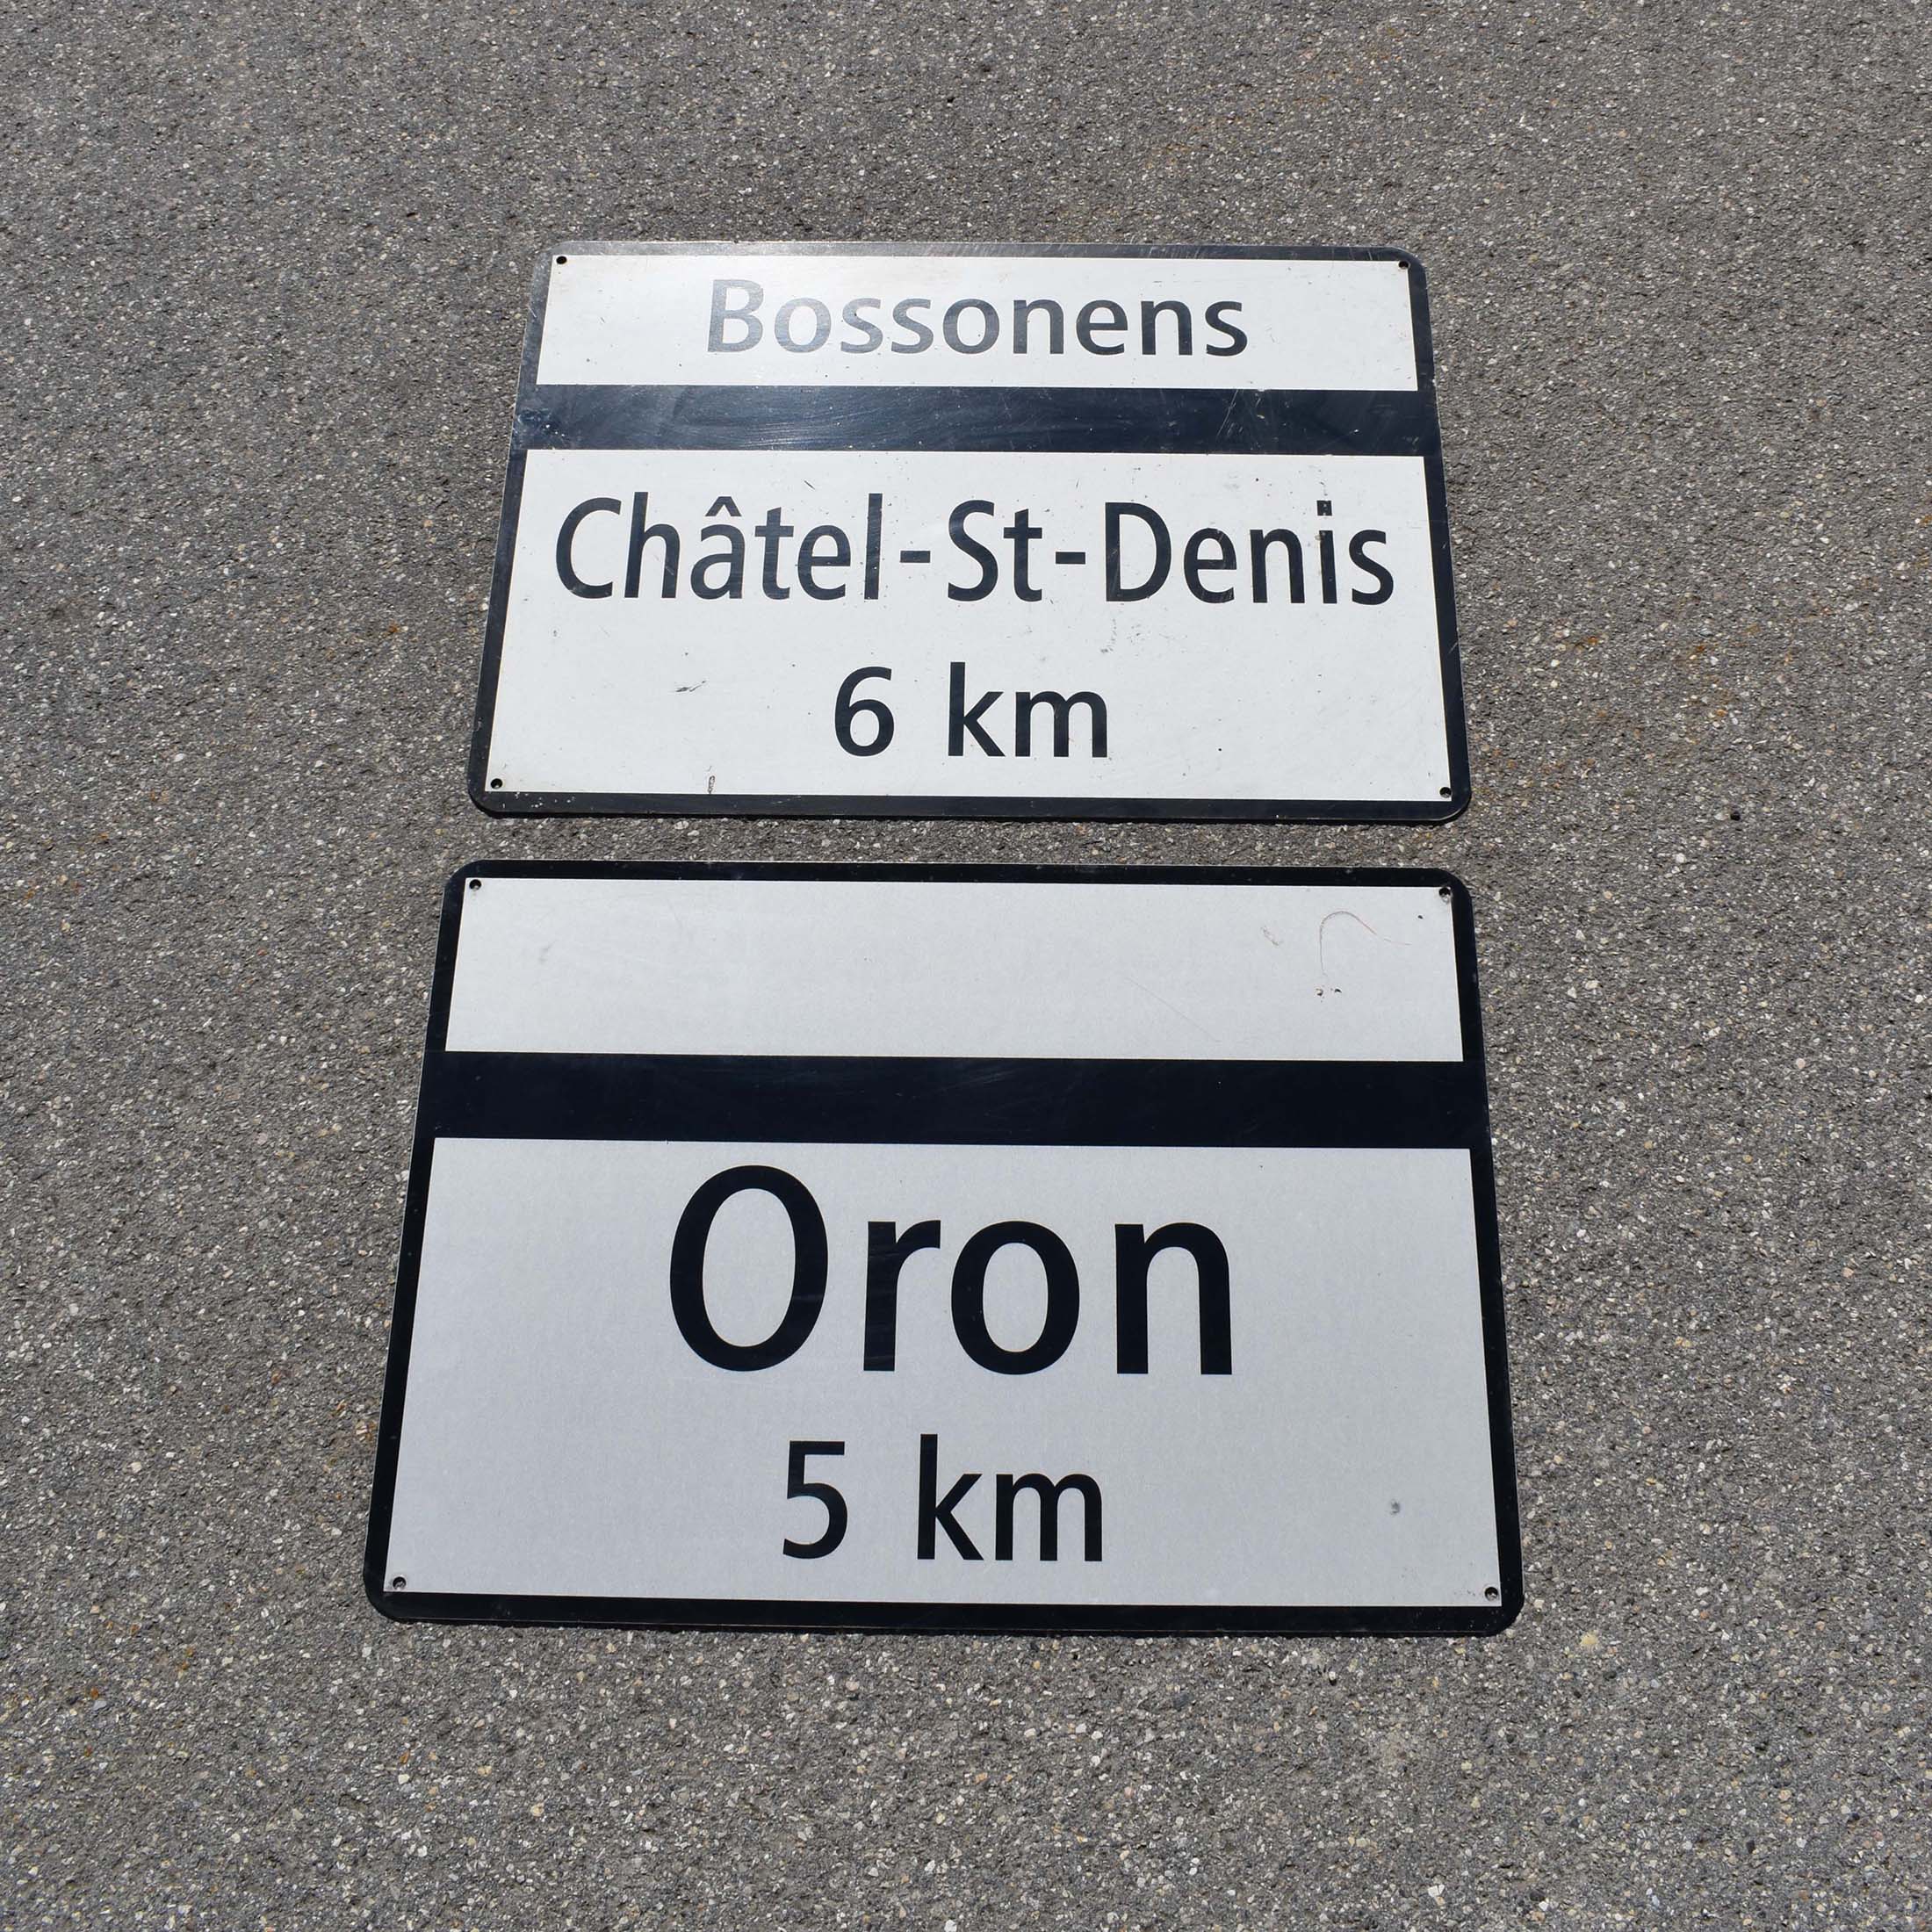 Bossonens
Châtel-St-Denis
6 km
Oron
5 km